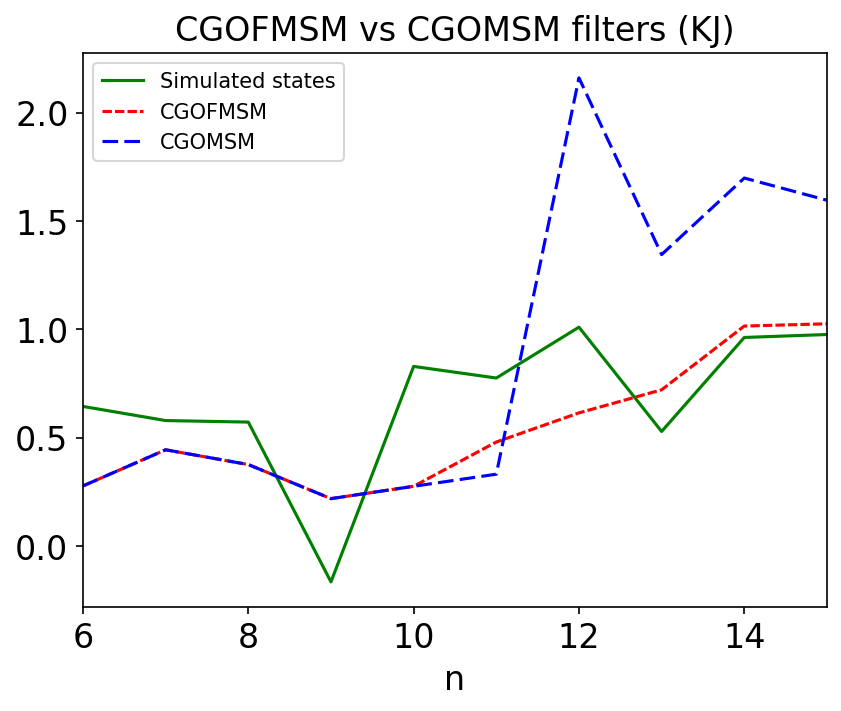 CGOFMSM vs CGOMSM filters (KJ)
Simulated states
CGOFMSM
CGOMSM
2.0
1.5
1.0
0.5
0.0
6 8 10 12 14
n